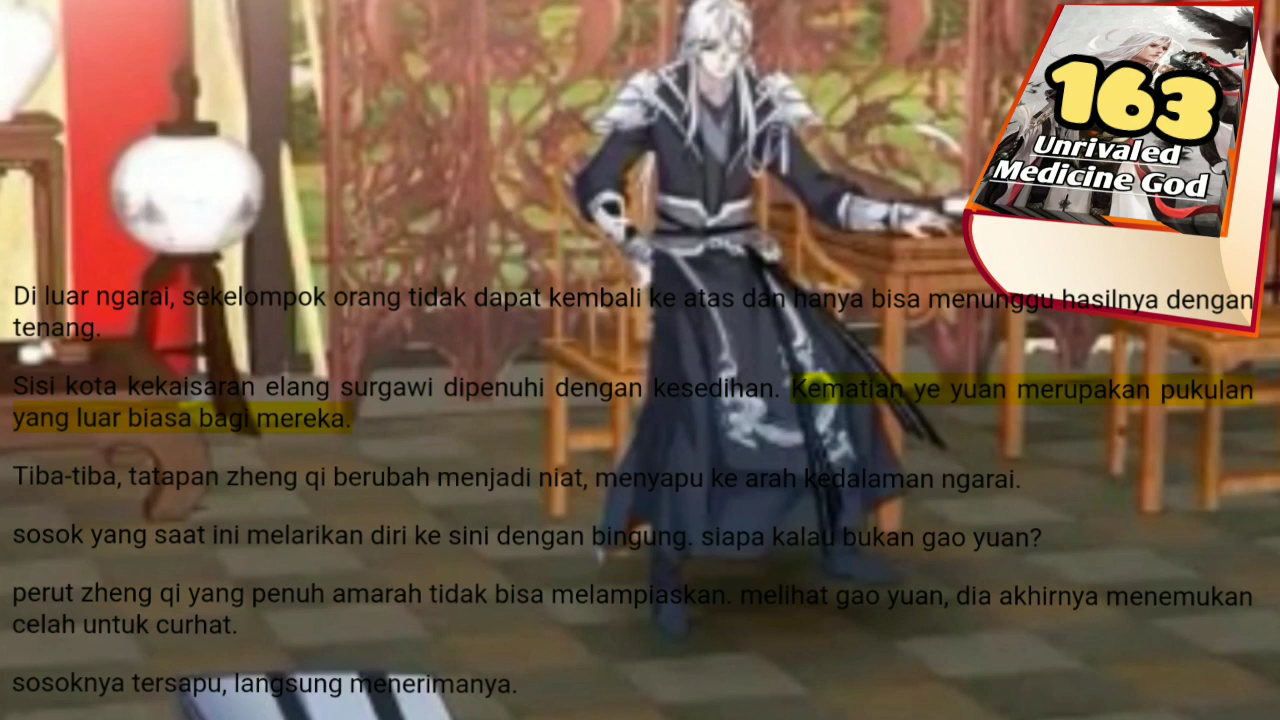 163
Unrivaled
Medicine God
Di luar ngarai, sekelompok orang tidak dapat kembali ke atas dan hanya bisa menunggu hasilnya dengan
tenang.
Sisi kota kekaisaran elang surgawi dipenuhi dengan kesedihan. Kematian ye yuan merupakan pukulan
yang luar biasa bagi mereka.
Tiba-tiba, tatapan zheng qi berubah menjadi niat, menyapu ke arah kedalaman ngarai.
sosok yang saat ini melarikan diri ke sini dengan bingung. siapa kalau bukan gao yuan?
perut zheng qi yang penuh amarah tidak bisa melampiaskan. melihat gao yuan, dia akhirnya menemukan
celah untuk curhat.
sosoknya tersapu, langsung menerimanya.